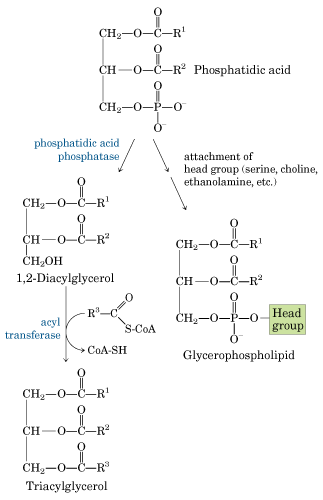 O
CH₂—O—C—R¹
O
CH—O—C—R² Phosphatidic acid
O
CH₂—O—P—O⁻
O⁻
phosphatidic acid
phosphatase
attachment of
head group (serine, choline,
ethanolamine, etc.)
O
CH₂—O—C—R¹
O
CH—O—C—R²
CH₂OH
1,2-Diacylglycerol
O
CH₂—O—C—R¹
O
CH—O—C—R²
O
CH₂—O—P—O—Head
group
O⁻
Glycerophospholipid
acyl
transferase
O
R³—C
S-CoA
CoA-SH
O
CH₂—O—C—R¹
O
CH—O—C—R²
O
CH₂—O—C—R³
Triacylglycerol